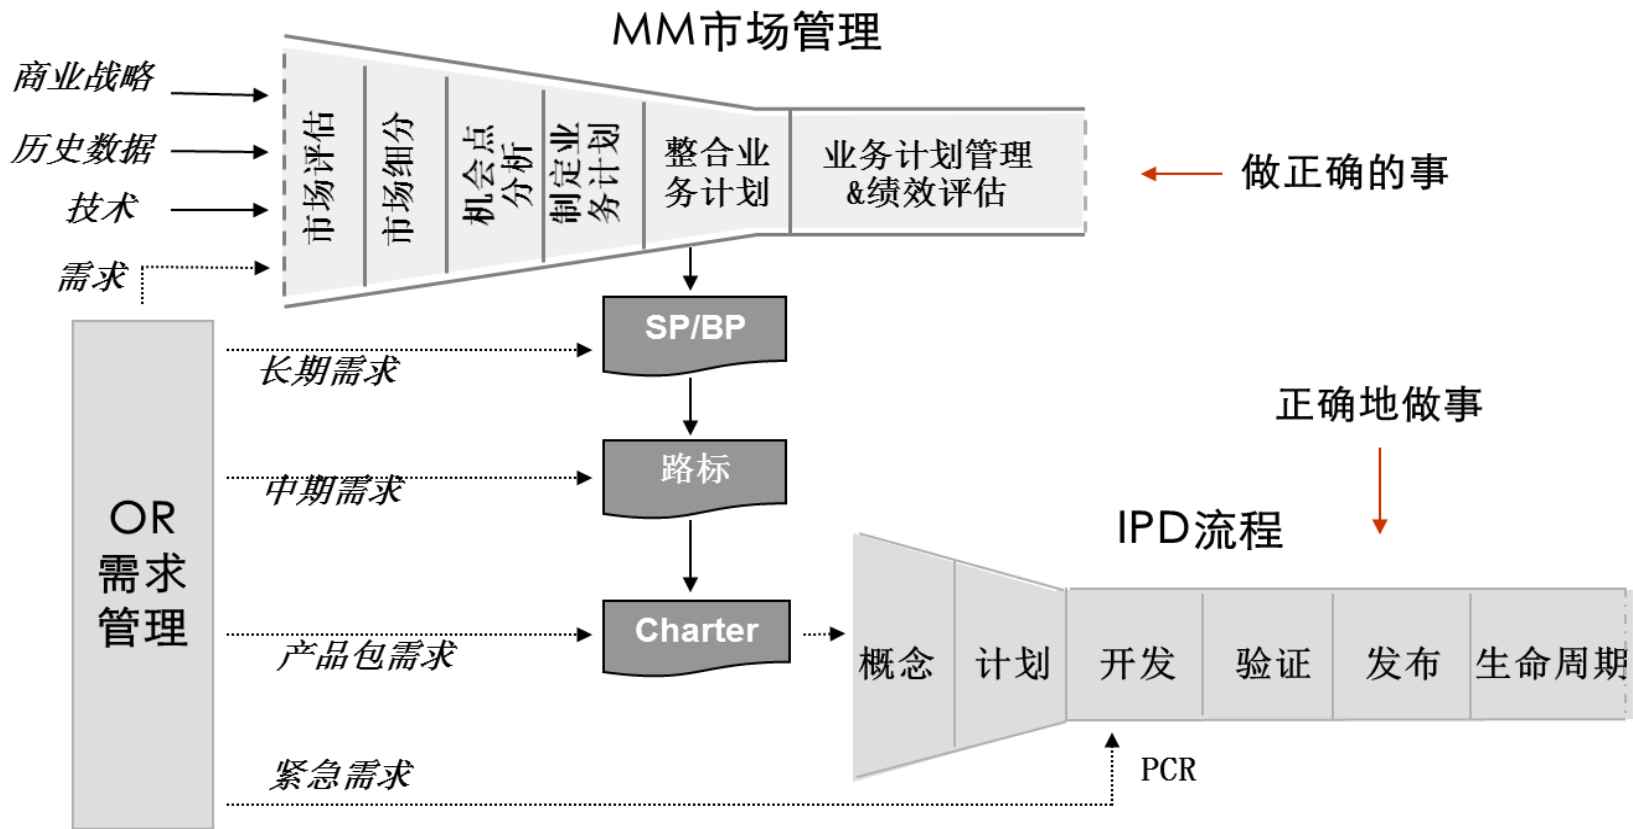 MM市场管理
商业战略
历史数据
技术
需求
市场评估
市场细分
机会点
分析
制定业
务计划
整合业
务计划
业务计划管理
&绩效评估
做正确的事
SP/BP
长期需求
正确地做事
路标
中期需求
OR
需求
管理
IPD流程
Charter
产品包需求
概念
计划
开发
验证
发布
生命周期
紧急需求
PCR